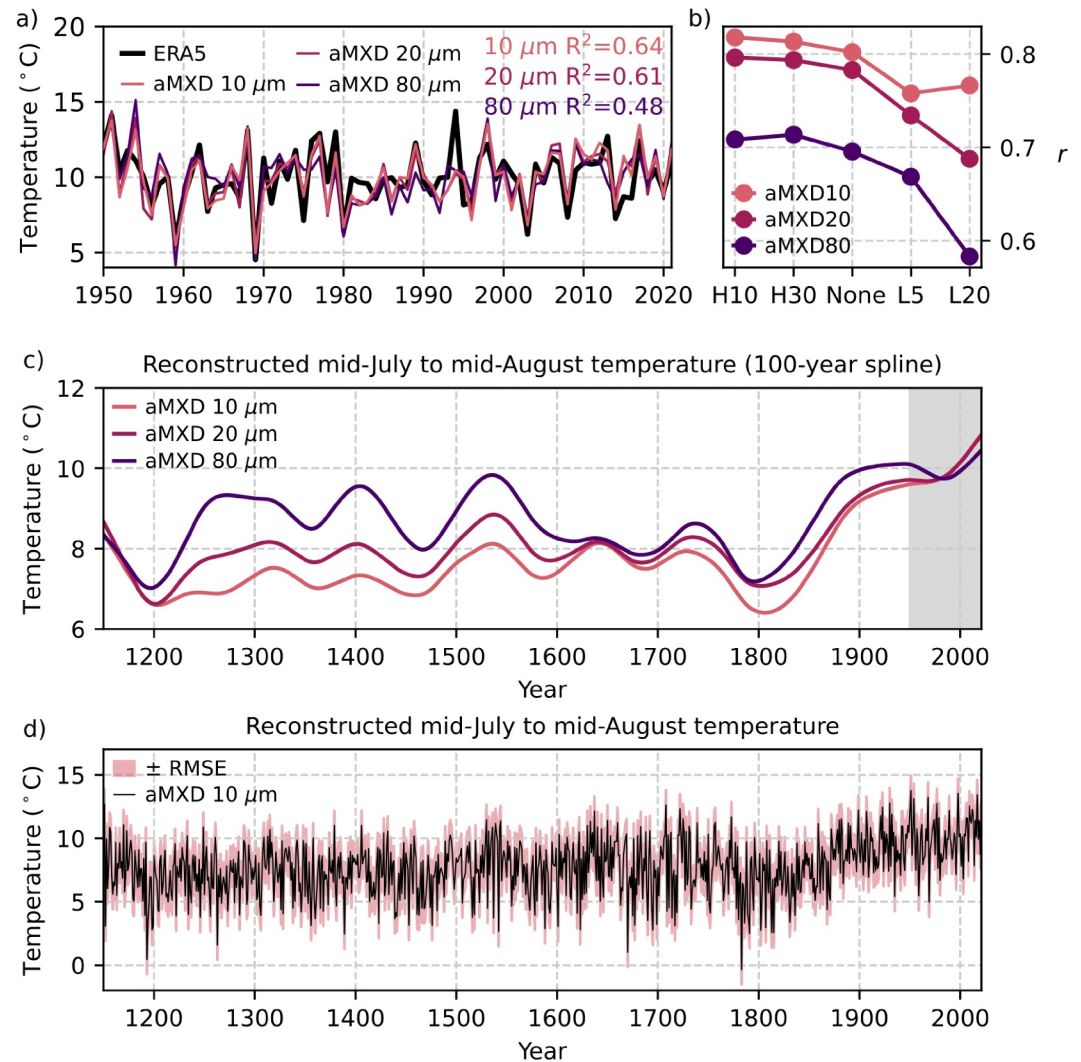 a)
20
15
10
5
Temperature (°C)
ERA5
aMXD 10 μm
aMXD 20 μm
aMXD 80 μm
10 μm R²=0.64
20 μm R²=0.61
80 μm R²=0.48
1950 1960 1970 1980 1990 2000 2010 2020
b)
0.8
0.7
0.6
r
aMXD10
aMXD20
aMXD80
H10 H30 None L5 L20
c)
Reconstructed mid-July to mid-August temperature (100-year spline)
12
10
8
6
Temperature (°C)
aMXD 10 μm
aMXD 20 μm
aMXD 80 μm
1200 1300 1400 1500 1600 1700 1800 1900 2000
Year
d)
Reconstructed mid-July to mid-August temperature
15
10
5
0
Temperature (°C)
± RMSE
aMXD 10 μm
1200 1300 1400 1500 1600 1700 1800 1900 2000
Year